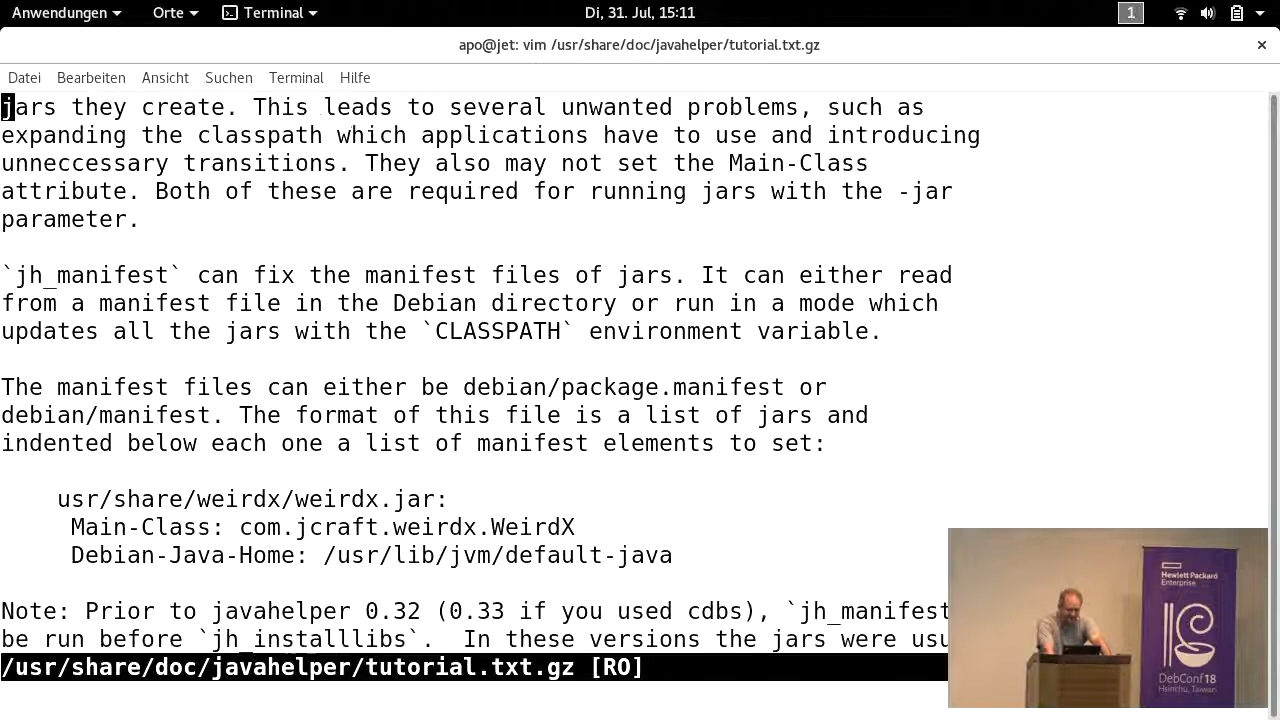 Anwendungen Orte Terminal Di, 31. Jul, 15:11 1
apo@jet: vim /usr/share/doc/javahelper/tutorial.txt.gz ×
Datei Bearbeiten Ansicht Suchen Terminal Hilfe
jars they create. This leads to several unwanted problems, such as
expanding the classpath which applications have to use and introducing
unneccessary transitions. They also may not set the Main-Class
attribute. Both of these are required for running jars with the -jar
parameter.
`jh_manifest` can fix the manifest files of jars. It can either read
from a manifest file in the Debian directory or run in a mode which
updates all the jars with the `CLASSPATH` environment variable.
The manifest files can either be debian/package.manifest or
debian/manifest. The format of this file is a list of jars and
indented below each one a list of manifest elements to set:
usr/share/weirdx/weirdx.jar:
Main-Class: com.jcraft.weirdx.WeirdX
Debian-Java-Home: /usr/lib/jvm/default-java
Note: Prior to javahelper 0.32 (0.33 if you used cdbs), `jh_manifest
be run before `jh_installlibs`. In these versions the jars were usu
/usr/share/doc/javahelper/tutorial.txt.gz [RO]
Hewlett Packard
Enterprise
DebConf18
Hsinchu, Taiwan